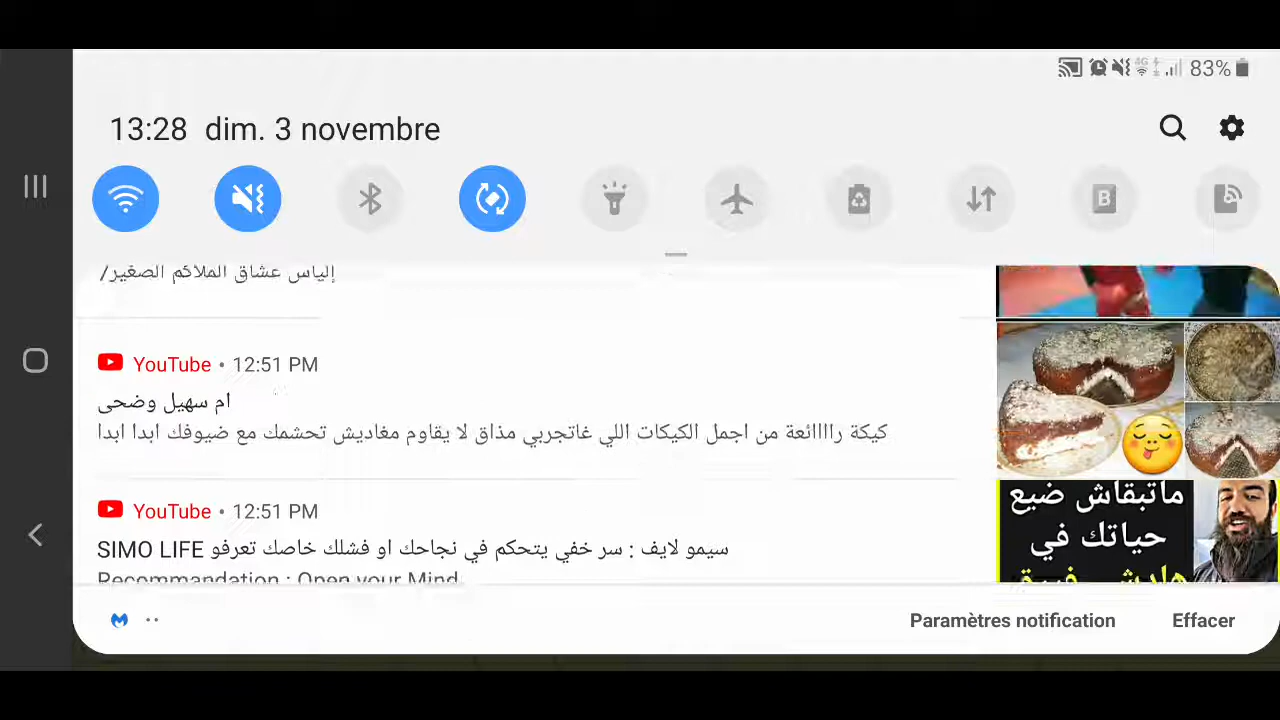 83%
13:28 dim. 3 novembre
إلياس عشاق الملائم الصغير/
YouTube • 12:51 PM
ام سهيل وضحى
كيكة رااااائعة من اجمل الكيكات اللي غاتجربي مذاق لا يقاوم مغاديش تحشمك مع ضيوفك ابدا ابدا
YouTube • 12:51 PM
SIMO LIFE سيمو لايف : سر خفي يتحكم في نجاحك او فشلك خاصك تعرفو
Recommandation : Open your Mind
ماتبقاش ضيع
حياتك في
Paramètres notification
Effacer